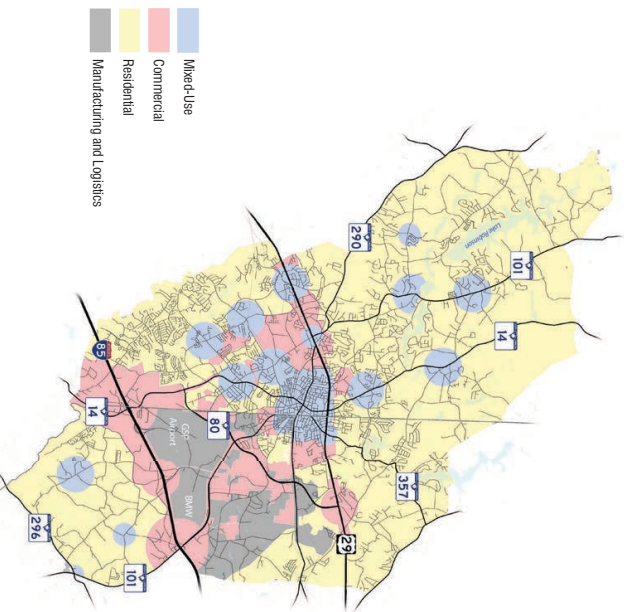 Mixed-Use
Commercial
Residential
Manufacturing and Logistics
290
Lake Robinson
101
14
85
14
80
GSP
Airport
BMW
357
29
296
101